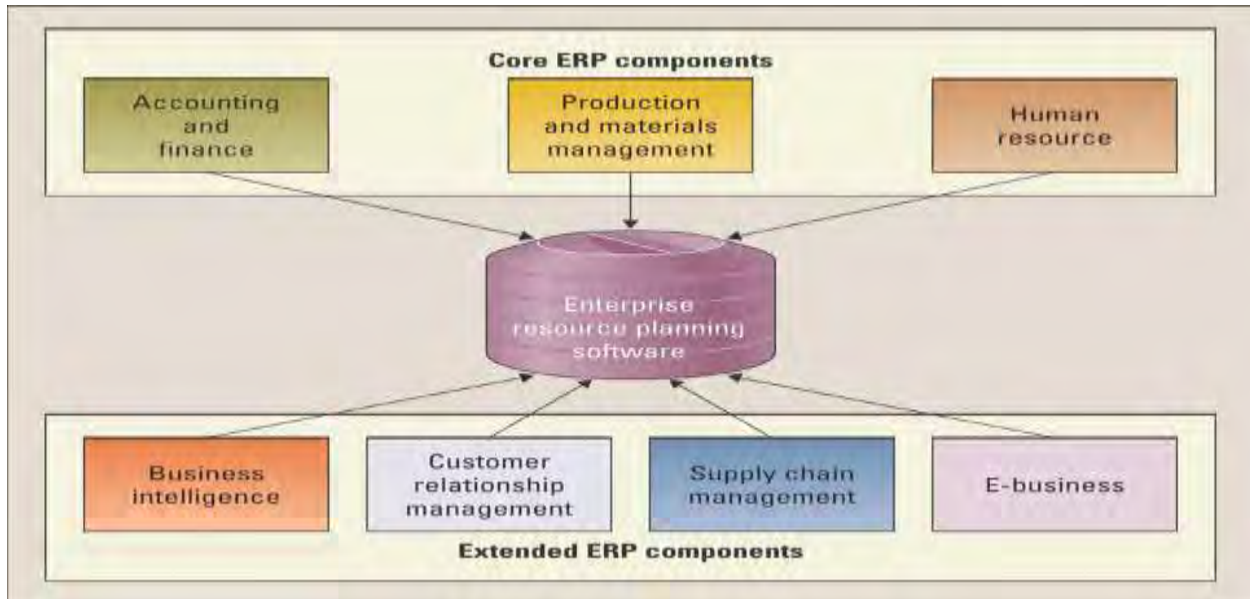 Core ERP components
Accounting
and
finance
Production
and materials
management
Human
resource
Enterprise
resource planning
software
Business
intelligence
Customer
relationship
management
Supply chain
management
E-business
Extended ERP components